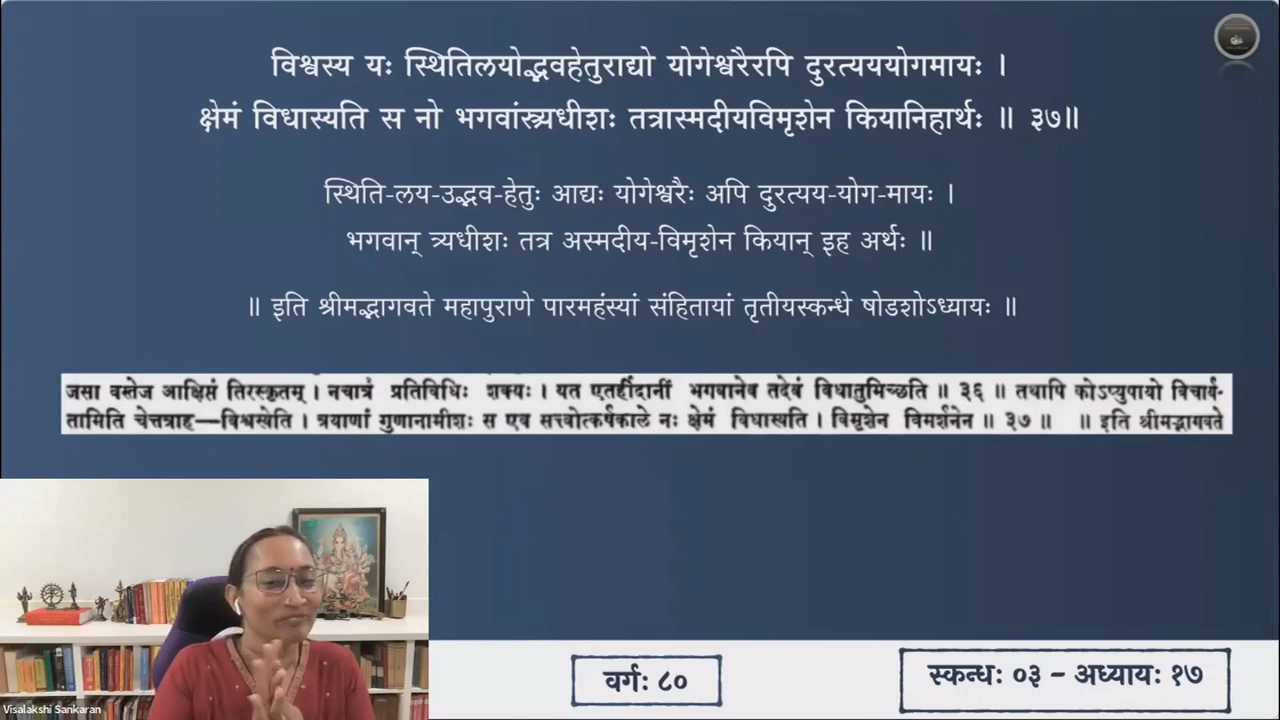 विश्वस्य यः स्थितिलयोद्भवहेतुराद्यो योगेश्वरैरपि दुरत्यययोगमायः ।
क्षेमं विधास्यति स नो भगवांस्त्र्यधीशः तत्रास्मदीयविमृशेन कियानिहार्थः ॥ ३७॥
स्थिति-लय-उद्भव-हेतुः आद्यः योगेश्वरैः अपि दुरत्यय-योग-मायः ।
भगवान् त्र्यधीशः तत्र अस्मदीय-विमृशेन कियान् इह अर्थः ॥
॥ इति श्रीमद्भागवते महापुराणे पारमहंस्यां संहितायां तृतीयस्कन्धे षोडशोऽध्यायः ॥
जसा वस्तेज आक्षिप्तं तिरस्कृतम् । नचात्र प्रतिविधिः शक्यः । यत एतर्हीदानीं भगवानेव तदेवं विधातुमिच्छति ॥ ३६ ॥ तथापि कोऽप्युपायो विचार्य-
तामिति चेत्तत्राह—विश्वस्येति । त्रयाणां गुणानामीशः स एव सत्त्वोत्कर्षकाले नः क्षेमं विधास्यति । विमृशेन विमर्शनेन ॥ ३७ ॥ ॥ इति श्रीमद्भागवते
Visalakshi Sankaran
वर्गः ८०
स्कन्धः ०३ – अध्यायः १७